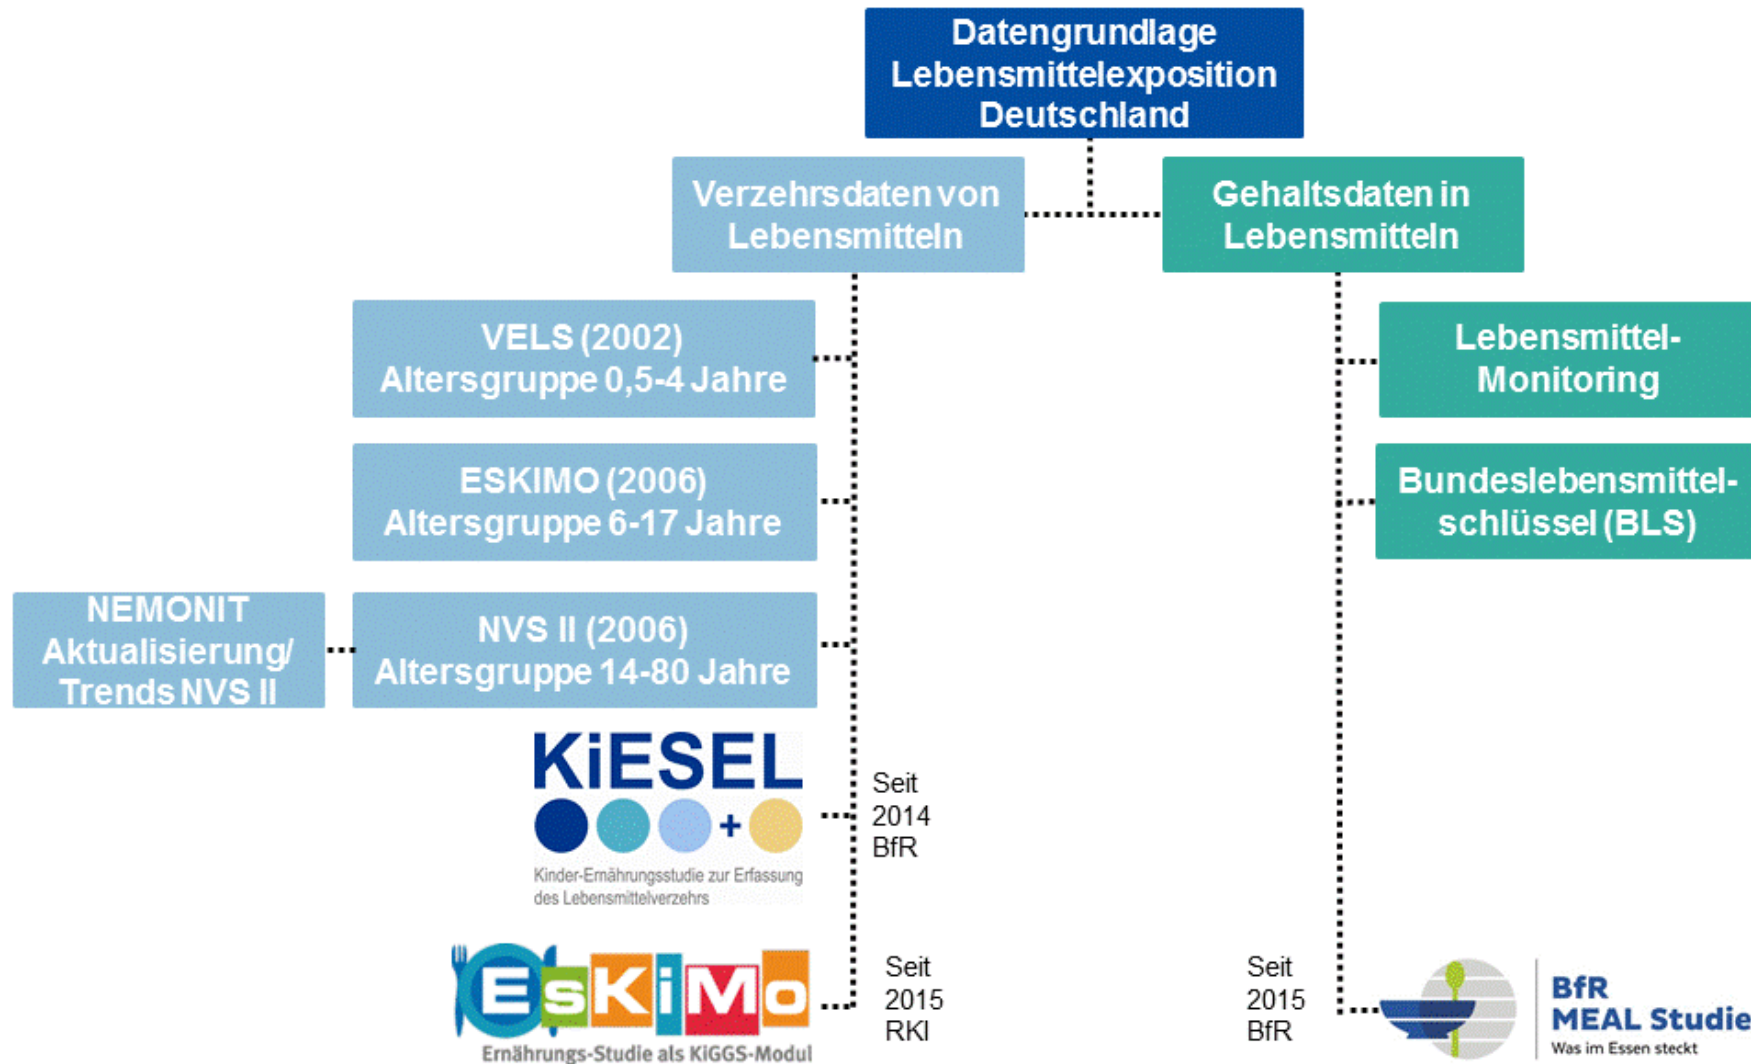 Datengrundlage
Lebensmittelexposition
Deutschland
Verzehrsdaten von
Lebensmitteln
Gehaltsdaten in
Lebensmitteln
VELS (2002)
Altersgruppe 0,5-4 Jahre
Lebensmittel-
Monitoring
ESKIMO (2006)
Altersgruppe 6-17 Jahre
Bundeslebensmittel-
schlüssel (BLS)
NEMONIT
Aktualisierung/
Trends NVS II
NVS II (2006)
Altersgruppe 14-80 Jahre
KiESEL
+
Kinder-Ernährungsstudie zur Erfassung
des Lebensmittelverzehrs
Seit
2014
BfR
EsKiMo
Ernährungs-Studie als KiGGS-Modul
Seit
2015
RKI
Seit
2015
BfR
BfR
MEAL Studie
Was im Essen steckt